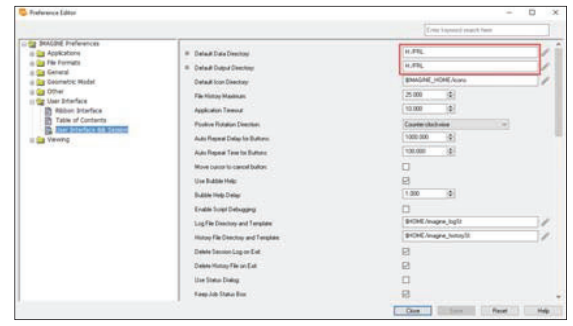 Preference Editor
Enter keyword search here
IMAGINE Preferences
Applications
File Formats
General
Geometric Model
Other
User Interface
Ribbon Interface
Table of Contents
User Interface && Session
Viewing
Default Data Directory: H:/FRL
Default Output Directory: H:/FRL
Default Icon Directory: $IMAGINE_HOME/icons
File History Maximum: 25.000
Application Timeout: 10.000
Positive Rotation Direction: Counterclockwise
Auto Repeat Delay for Buttons: 1000.000
Auto Repeat Time for Buttons: 100.000
Move cursor to cancel button:
Use Bubble Help:
Bubble Help Delay: 1.000
Enable Script Debugging:
Log File Directory and Template:
History File Directory and Template:
Delete Session Log on Exit:
Delete History File on Exit:
Use Status Dialog:
Keep Job Status Box:
Close Save Reset Help